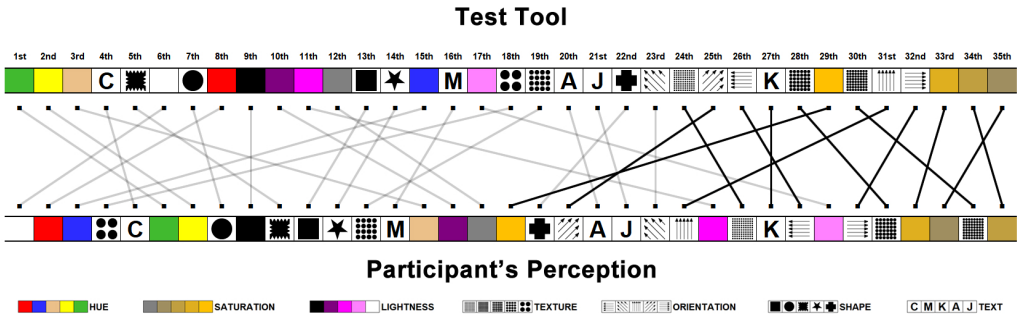 Test Tool
1st 2nd 3rd 4th 5th 6th 7th 8th 9th 10th 11th 12th 13th 14th 15th 16th 17th 18th 19th 20th 21st 22nd 23rd 24th 25th 26th 27th 28th 29th 30th 31st 32nd 33rd 34th 35th
C M A J K
C M A J K
Participant's Perception
HUE SATURATION LIGHTNESS TEXTURE ORIENTATION SHAPE C M K A J TEXT